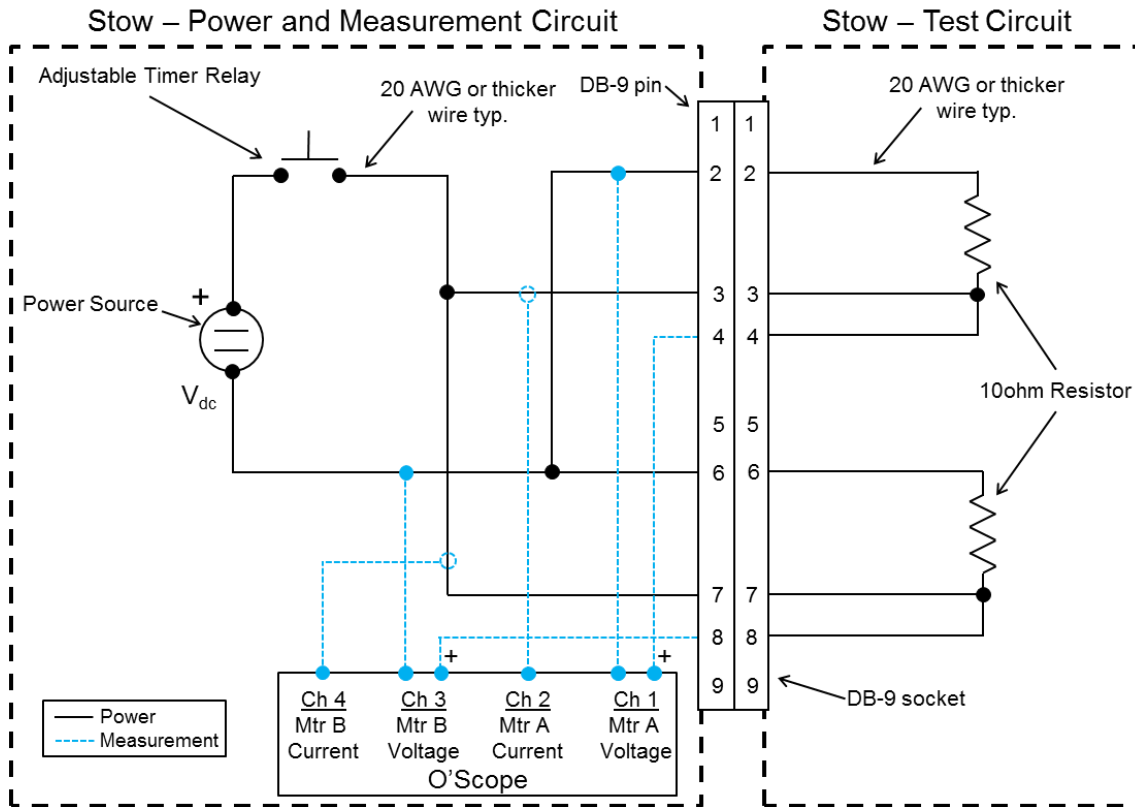 Stow – Power and Measurement Circuit
Stow – Test Circuit
Adjustable Timer Relay
20 AWG or thicker
wire typ.
DB-9 pin
20 AWG or thicker
wire typ.
1 1
2 2
3 3
4 4
5 5
6 6
7 7
8 8
9 9
Power Source
+
Vdc
10ohm Resistor
DB-9 socket
+ +
Ch 4
Mtr B
Current
Ch 3
Mtr B
Voltage
Ch 2
Mtr A
Current
Ch 1
Mtr A
Voltage
O'Scope
Power
Measurement